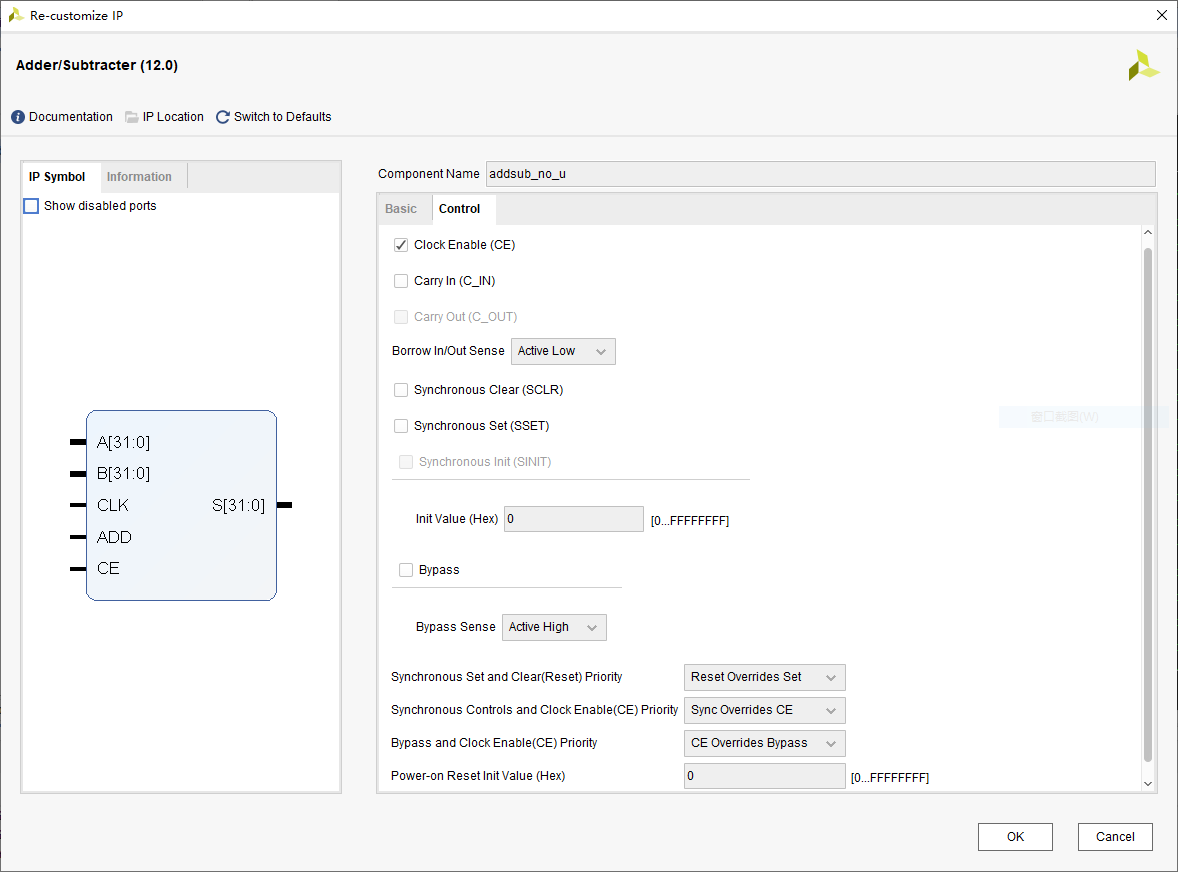 Re-customize IP
Adder/Subtracter (12.0)
Documentation IP Location Switch to Defaults
IP Symbol Information
Show disabled ports
A[31:0]
B[31:0]
CLK
S[31:0]
ADD
CE
Component Name addsub_no_u
Basic Control
Clock Enable (CE)
Carry In (C_IN)
Carry Out (C_OUT)
Borrow In/Out Sense Active Low
Synchronous Clear (SCLR)
Synchronous Set (SSET)
Synchronous Init (SINIT)
Init Value (Hex) 0 [0...FFFFFFFF]
Bypass
Bypass Sense Active High
Synchronous Set and Clear(Reset) Priority Reset Overrides Set
Synchronous Controls and Clock Enable(CE) Priority Sync Overrides CE
Bypass and Clock Enable(CE) Priority CE Overrides Bypass
Power-on Reset Init Value (Hex) 0 [0...FFFFFFFF]
窗口截图(W)
OK Cancel